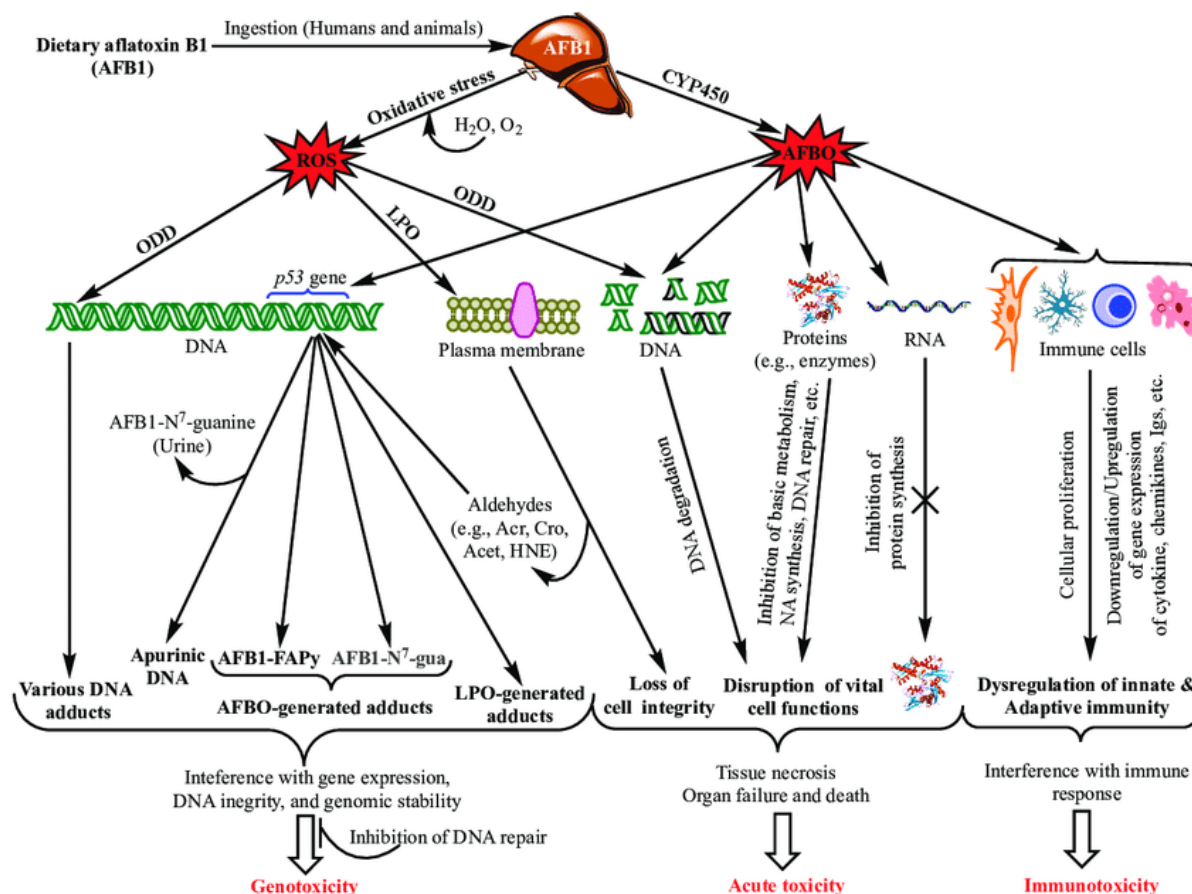 Ingestion (Humans and animals)
Dietary aflatoxin B1
(AFB1)
AFB1
Oxidative stress
CYP450
H₂O, O₂
ROS
AFBO
ODD
LPO
ODD
p53 gene
DNA
Plasma membrane
DNA
Proteins
(e.g., enzymes)
RNA
Immune cells
AFB1-N⁷-guanine
(Urine)
Aldehydes
(e.g., Acr, Cro,
Acet, HNE)
DNA degradation
Inhibition of basic metabolism,
NA synthesis, DNA repair, etc.
Inhibition of
protein synthesis
Cellular proliferation
Downregulation/Upregulation
of gene expression
of cytokine, chemikines, Igs, etc.
Various DNA
adducts
Apurinic
DNA
AFB1-FAPy
AFB1-N⁷-gua
AFBO-generated adducts
LPO-generated
adducts
Loss of
cell integrity
Disruption of vital
cell functions
Dysregulation of innate &
Adaptive immunity
Inteference with gene expression,
DNA inegrity, and genomic stability
Inhibition of DNA repair
Tissue necrosis
Organ failure and death
Interference with immune
response
Genotoxicity
Acute toxicity
Immunotoxicity